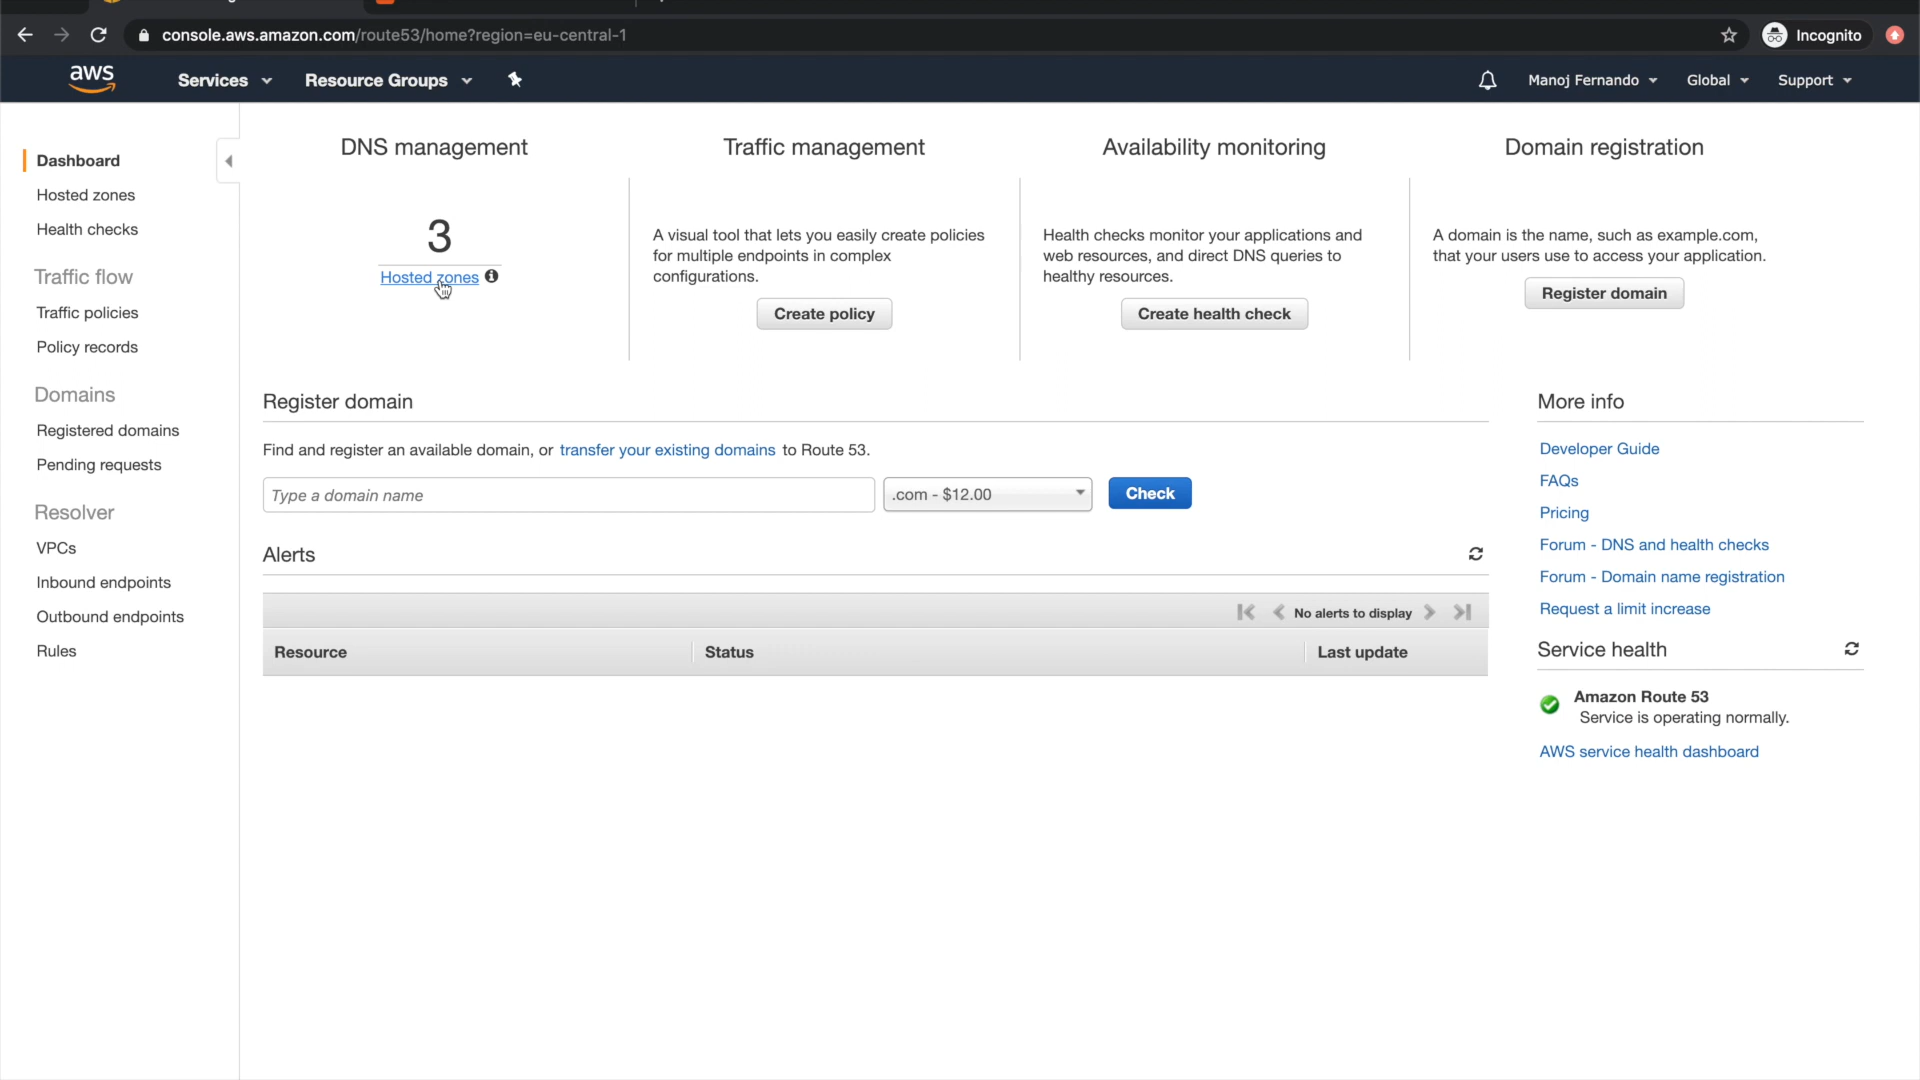 console.aws.amazon.com/route53/home?region=eu-central-1
Incognito
aws
Services
Resource Groups
Manoj Fernando
Global
Support
Dashboard
Hosted zones
Health checks
Traffic flow
Traffic policies
Policy records
Domains
Registered domains
Pending requests
Resolver
VPCs
Inbound endpoints
Outbound endpoints
Rules
DNS management
3
Hosted zones
Traffic management
A visual tool that lets you easily create policies
for multiple endpoints in complex
configurations.
Create policy
Availability monitoring
Health checks monitor your applications and
web resources, and direct DNS queries to
healthy resources.
Create health check
Domain registration
A domain is the name, such as example.com,
that your users use to access your application.
Register domain
Register domain
Find and register an available domain, or transfer your existing domains to Route 53.
Type a domain name
.com - $12.00
Check
Alerts
No alerts to display
Resource Status Last update
More info
Developer Guide
FAQs
Pricing
Forum - DNS and health checks
Forum - Domain name registration
Request a limit increase
Service health
Amazon Route 53
Service is operating normally.
AWS service health dashboard